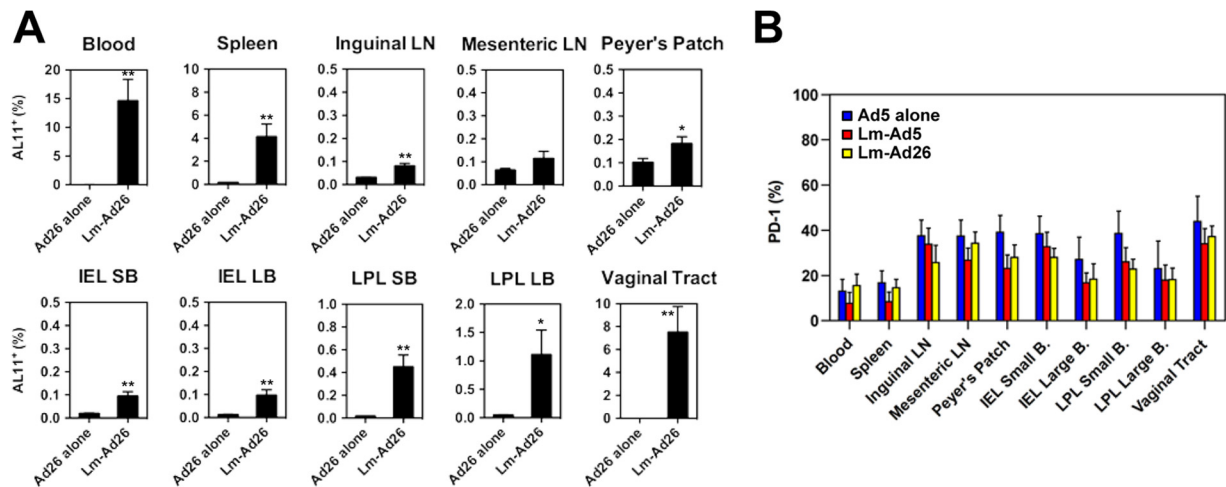 A
Blood
Spleen
Inguinal LN
Mesenteric LN
Peyer's Patch
AL11⁺ (%)
20
15
10
5
0
8
6
4
2
0
0.5
0.4
0.3
0.2
0.1
0.0
0.5
0.4
0.3
0.2
0.1
0.0
0.5
0.4
0.3
0.2
0.1
0.0
**
**
**
*
Ad26 alone
Lm-Ad26
Ad26 alone
Lm-Ad26
Ad26 alone
Lm-Ad26
Ad26 alone
Lm-Ad26
Ad26 alone
Lm-Ad26
IEL SB
IEL LB
LPL SB
LPL LB
Vaginal Tract
AL11⁺ (%)
0.5
0.4
0.3
0.2
0.1
0.0
0.5
0.4
0.3
0.2
0.1
0.0
1.0
0.8
0.6
0.4
0.2
0.0
2.0
1.5
1.0
0.5
0.0
10
8
6
4
2
0
**
**
**
*
**
Ad26 alone
Lm-Ad26
Ad26 alone
Lm-Ad26
Ad26 alone
Lm-Ad26
Ad26 alone
Lm-Ad26
Ad26 alone
Lm-Ad26
B
PD-1 (%)
100
80
60
40
20
0
Ad5 alone
Lm-Ad5
Lm-Ad26
Blood
Spleen
Inguinal LN
Mesenteric LN
Peyer's Patch
IEL Small B.
IEL Large B.
LPL Small B.
LPL Large B.
Vaginal Tract